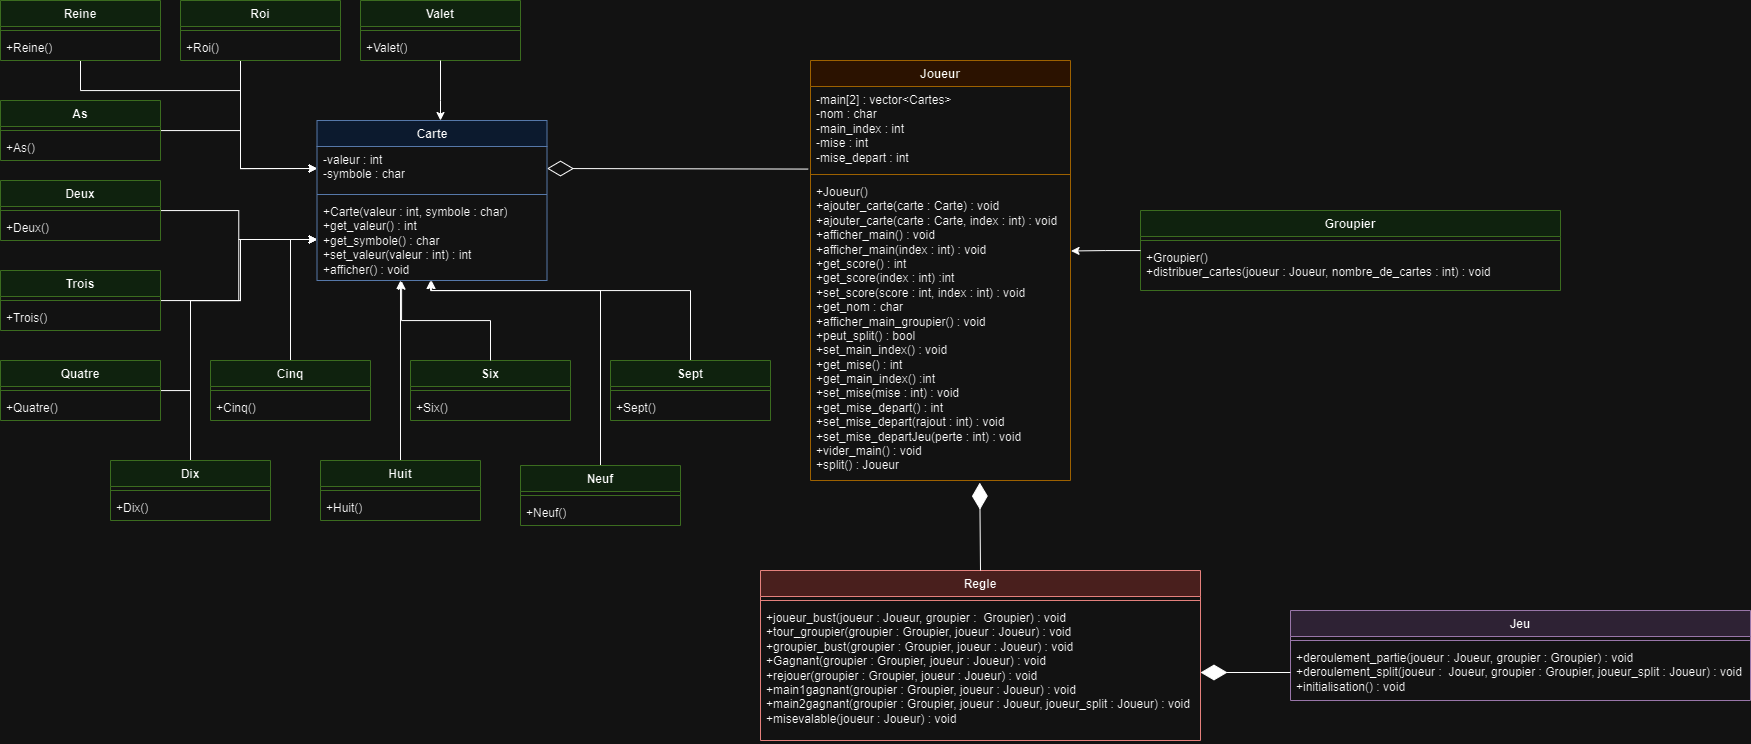 Reine
+Reine()
Roi
+Roi()
Valet
+Valet()
As
+As()
Deux
+Deux()
Trois
+Trois()
Quatre
+Quatre()
Cinq
+Cinq()
Six
+Six()
Sept
+Sept()
Dix
+Dix()
Huit
+Huit()
Neuf
+Neuf()
Carte
-valeur : int
-symbole : char
+Carte(valeur : int, symbole : char)
+get_valeur() : int
+get_symbole() : char
+set_valeur(valeur : int) : int
+afficher() : void
Joueur
-main[2] : vector<Cartes>
-nom : char
-main_index : int
-mise : int
-mise_depart : int
+Joueur()
+ajouter_carte(carte : Carte) : void
+ajouter_carte(carte : Carte, index : int) : void
+afficher_main() : void
+afficher_main(index : int) : void
+get_score() : int
+get_score(index : int) :int
+set_score(score : int, index : int) : void
+get_nom : char
+afficher_main_groupier() : void
+peut_split() : bool
+set_main_index() : void
+get_mise() : int
+get_main_index() :int
+set_mise(mise : int) : void
+get_mise_depart() : int
+set_mise_depart(rajout : int) : void
+set_mise_departJeu(perte : int) : void
+vider_main() : void
+split() : Joueur
Groupier
+Groupier()
+distribuer_cartes(joueur : Joueur, nombre_de_cartes : int) : void
Regle
+joueur_bust(joueur : Joueur, groupier :  Groupier) : void
+tour_groupier(groupier : Groupier, joueur : Joueur) : void
+groupier_bust(groupier : Groupier, joueur : Joueur) : void
+Gagnant(groupier : Groupier, joueur : Joueur) : void
+rejouer(groupier : Groupier, joueur : Joueur) : void
+main1gagnant(groupier : Groupier, joueur : Joueur) : void
+main2gagnant(groupier : Groupier, joueur : Joueur, joueur_split : Joueur) : void
+misevalable(joueur : Joueur) : void
Jeu
+deroulement_partie(joueur : Joueur, groupier : Groupier) : void
+deroulement_split(joueur :  Joueur, groupier : Groupier, joueur_split : Joueur) : void
+initialisation() : void